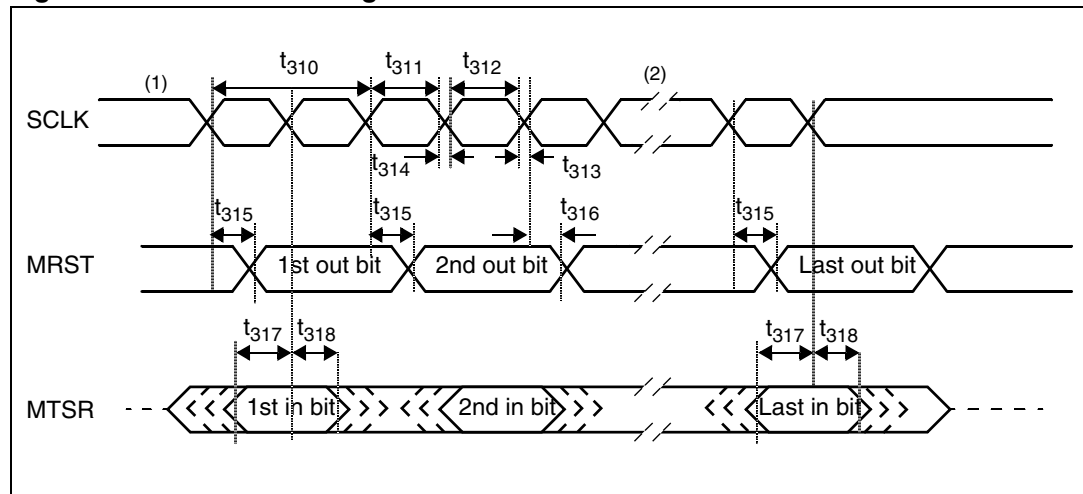 t310 t311 t312
(1) (2)
SCLK
t314 t313
t315 t315 t316 t315
MRST 1st out bit 2nd out bit Last out bit
t317 t318 t317 t318
MTSR 1st in bit 2nd in bit Last in bit